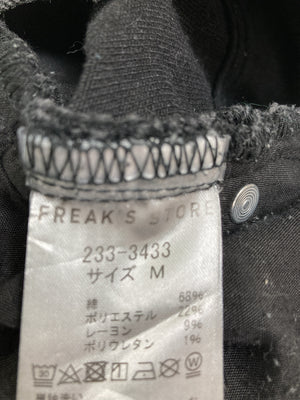 FREAK'S STORE
233-3433
サイズ M
綿 68%
ポリエステル 22%
レーヨン 9%
ポリウレタン 1%